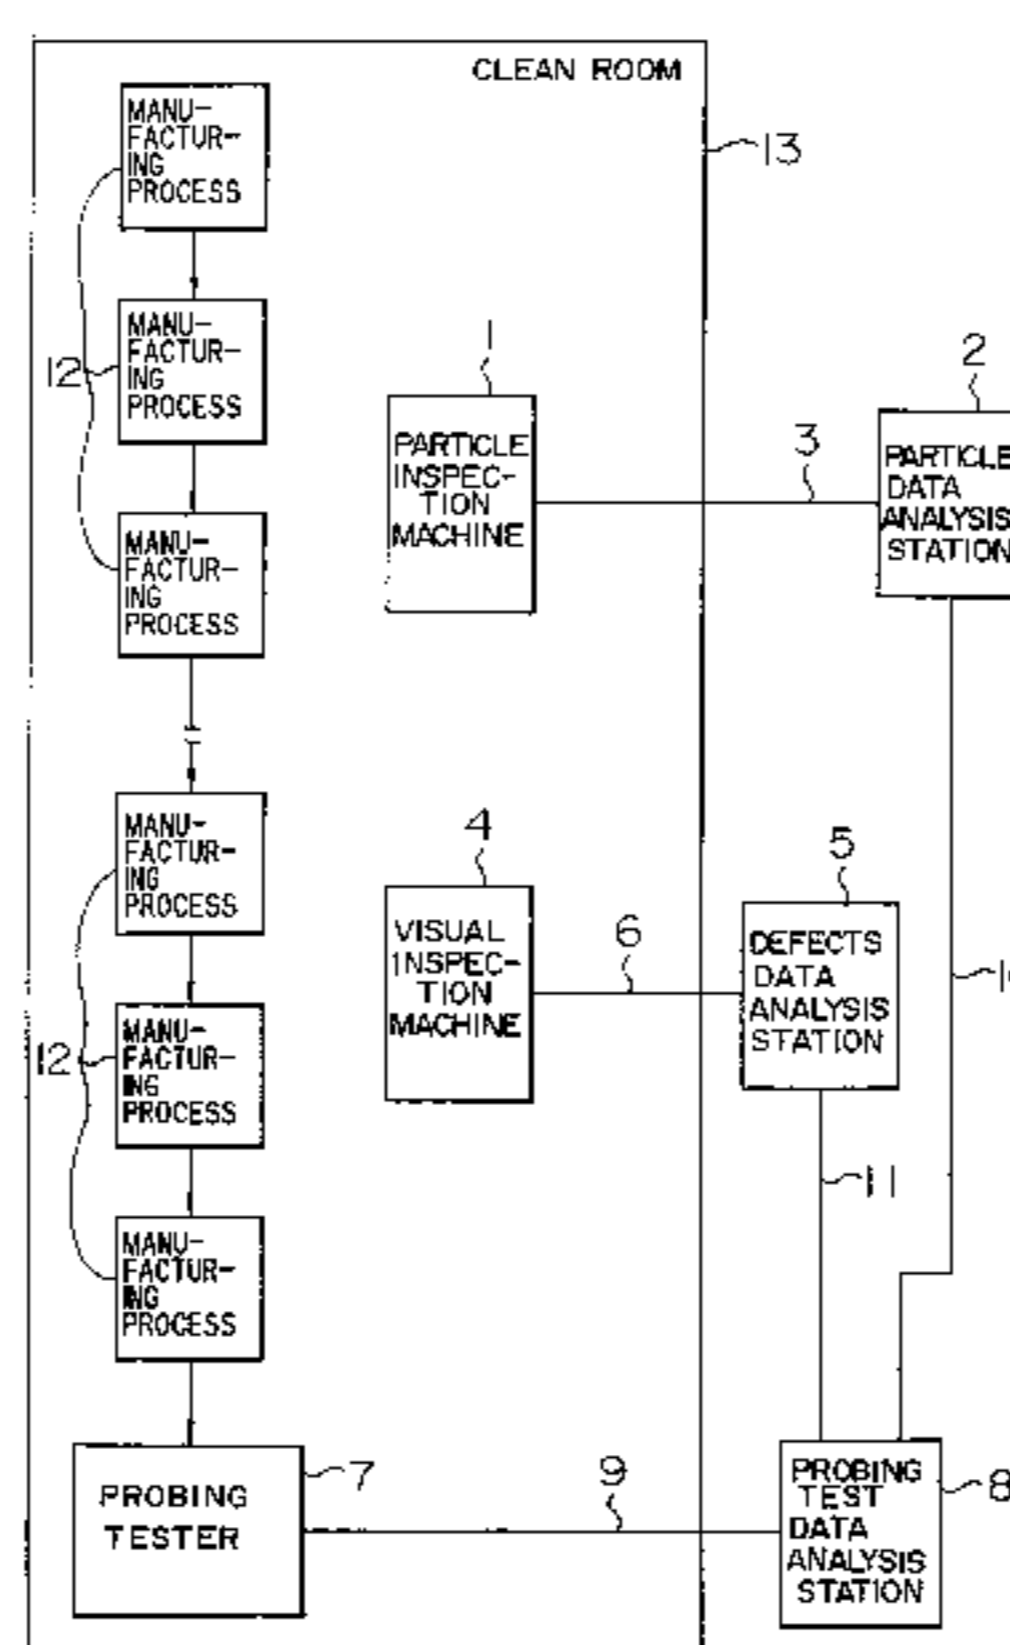 CLEAN ROOM
13
MANU-
FACTUR-
ING
PROCESS
MANU-
FACTUR-
ING
PROCESS
12
MANU-
FACTUR-
ING
PROCESS
1
PARTICLE
INSPEC-
TION
MACHINE
3
2
PARTICLE
DATA
ANALYSIS
STATION
MANU-
FACTUR-
ING
PROCESS
12
MANU-
FACTUR-
ING
PROCESS
MANU-
FACTUR-
ING
PROCESS
4
VISUAL
INSPEC-
TION
MACHINE
6
5
DEFECTS
DATA
ANALYSIS
STATION
11
PROBING
TESTER
7
9
PROBING
TEST
DATA
ANALYSIS
STATION
8